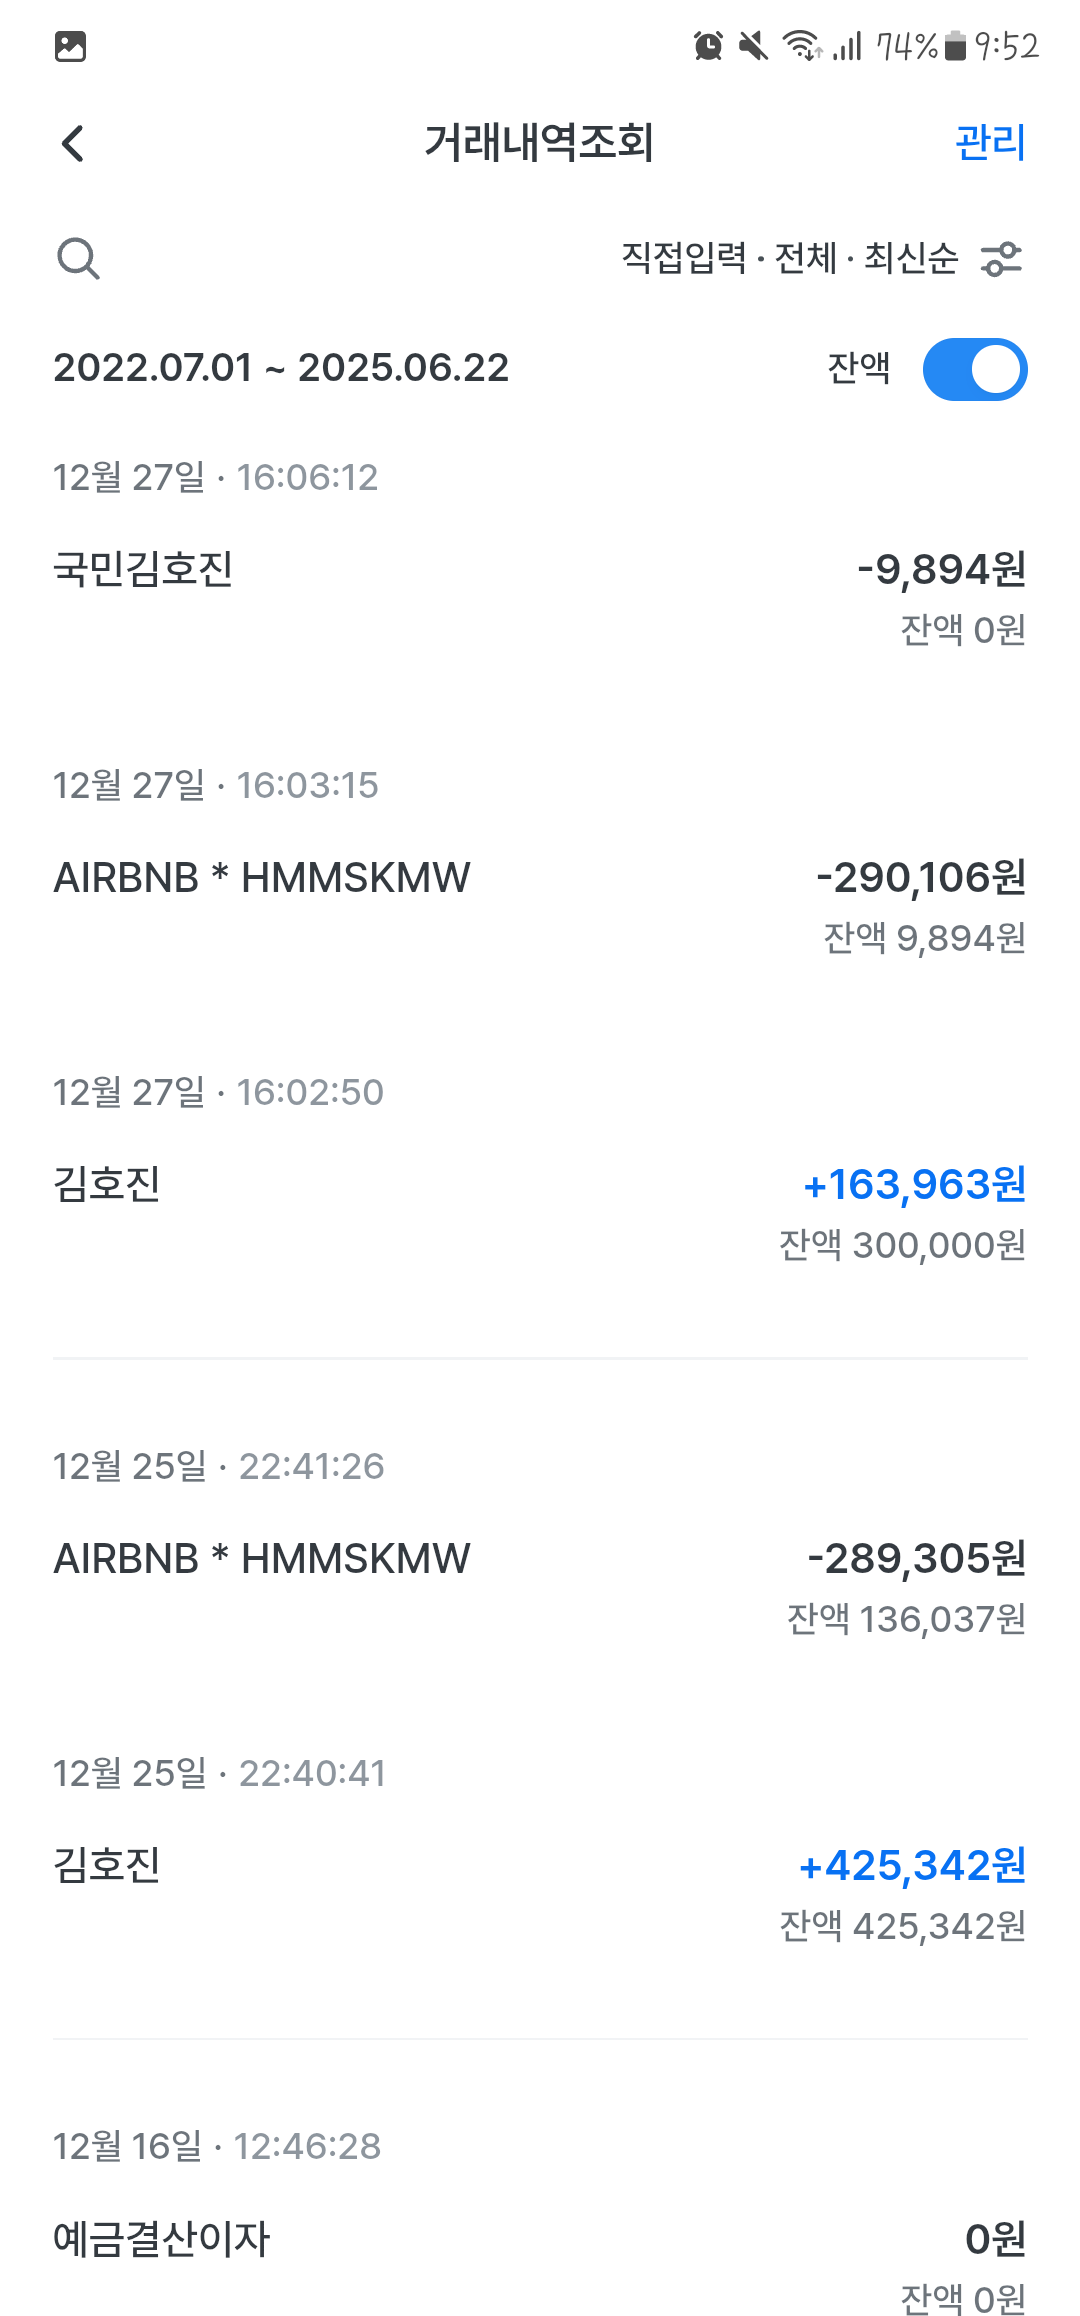 74% 9:52
거래내역조회 관리
직접입력 · 전체 · 최신순
2022.07.01 ~ 2025.06.22 잔액
12월 27일 · 16:06:12
국민김호진 -9,894원
잔액 0원
12월 27일 · 16:03:15
AIRBNB * HMMSKMW -290,106원
잔액 9,894원
12월 27일 · 16:02:50
김호진 +163,963원
잔액 300,000원
12월 25일 · 22:41:26
AIRBNB * HMMSKMW -289,305원
잔액 136,037원
12월 25일 · 22:40:41
김호진 +425,342원
잔액 425,342원
12월 16일 · 12:46:28
예금결산이자 0원
잔액 0원